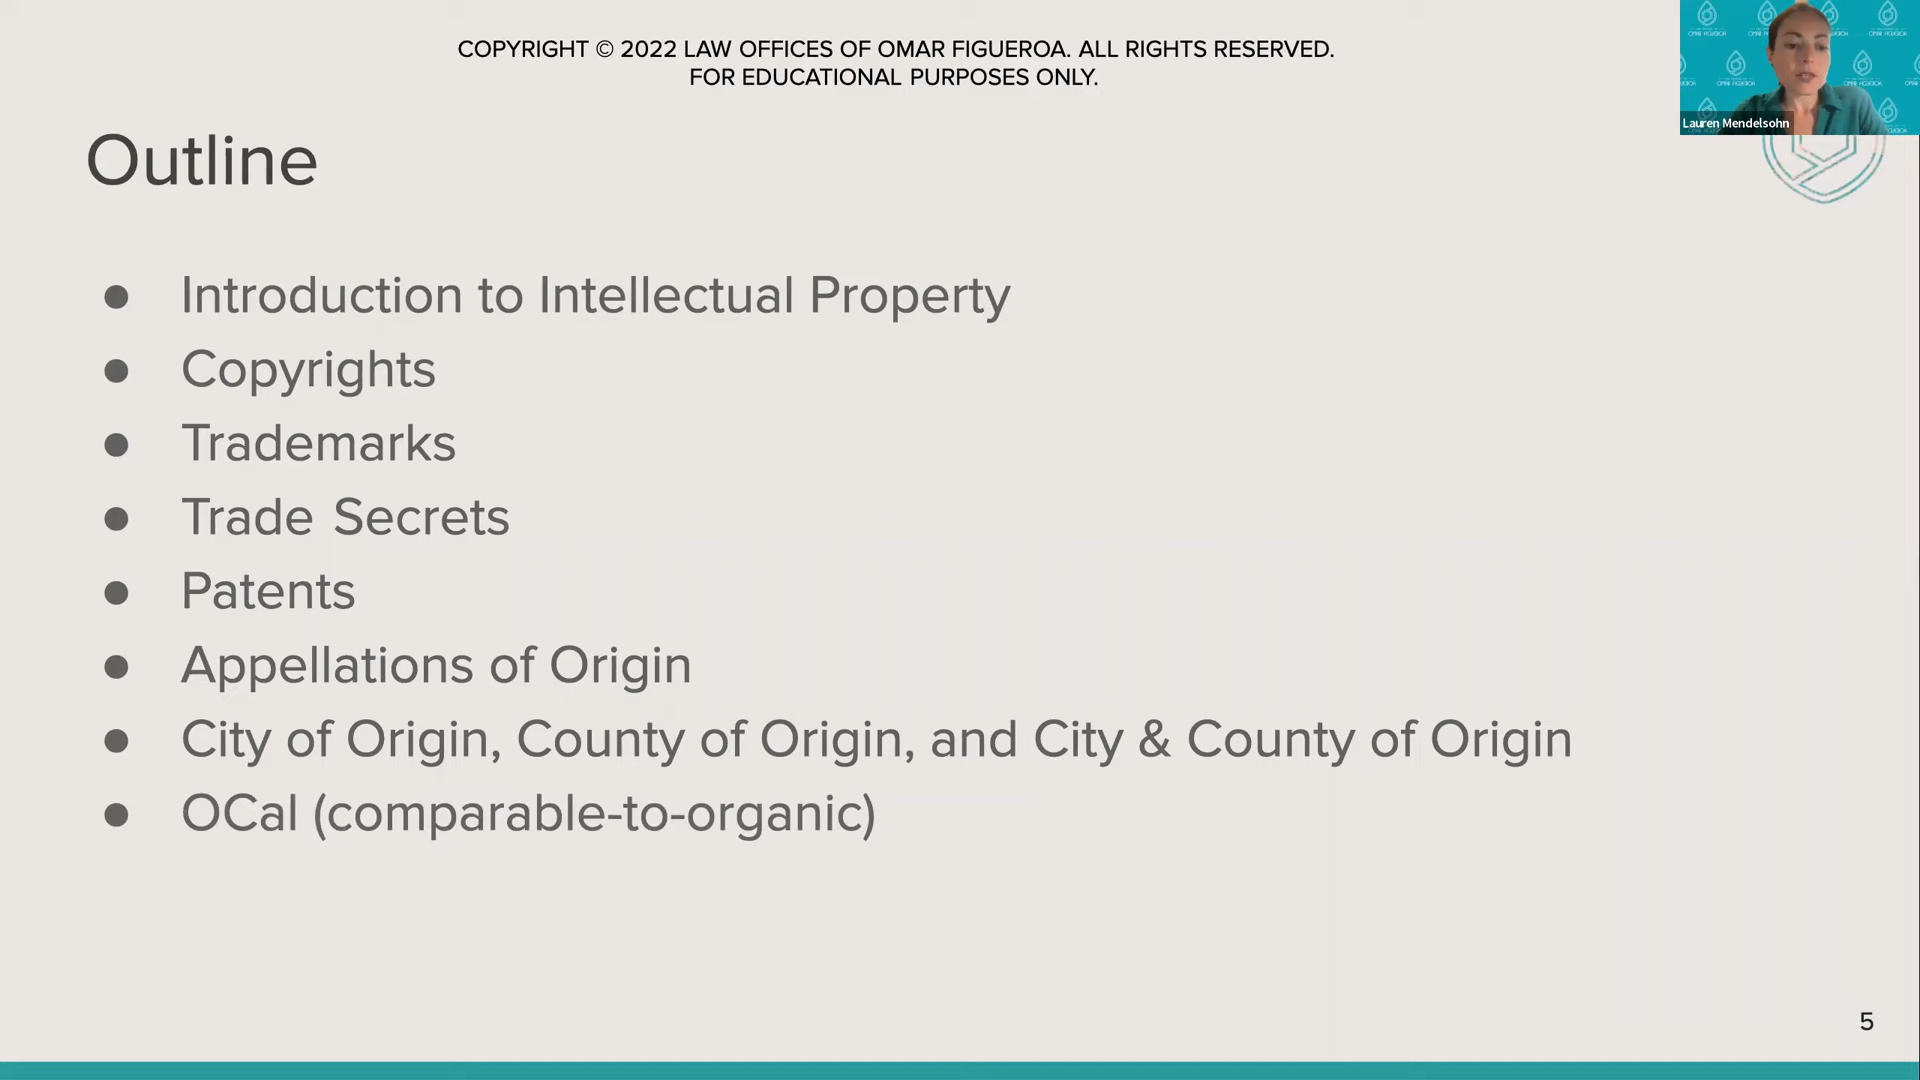 COPYRIGHT © 2022 LAW OFFICES OF OMAR FIGUEROA. ALL RIGHTS RESERVED.
FOR EDUCATIONAL PURPOSES ONLY.
Lauren Mendelsohn
Outline
● Introduction to Intellectual Property
● Copyrights
● Trademarks
● Trade Secrets
● Patents
● Appellations of Origin
● City of Origin, County of Origin, and City & County of Origin
● OCal (comparable-to-organic)
5